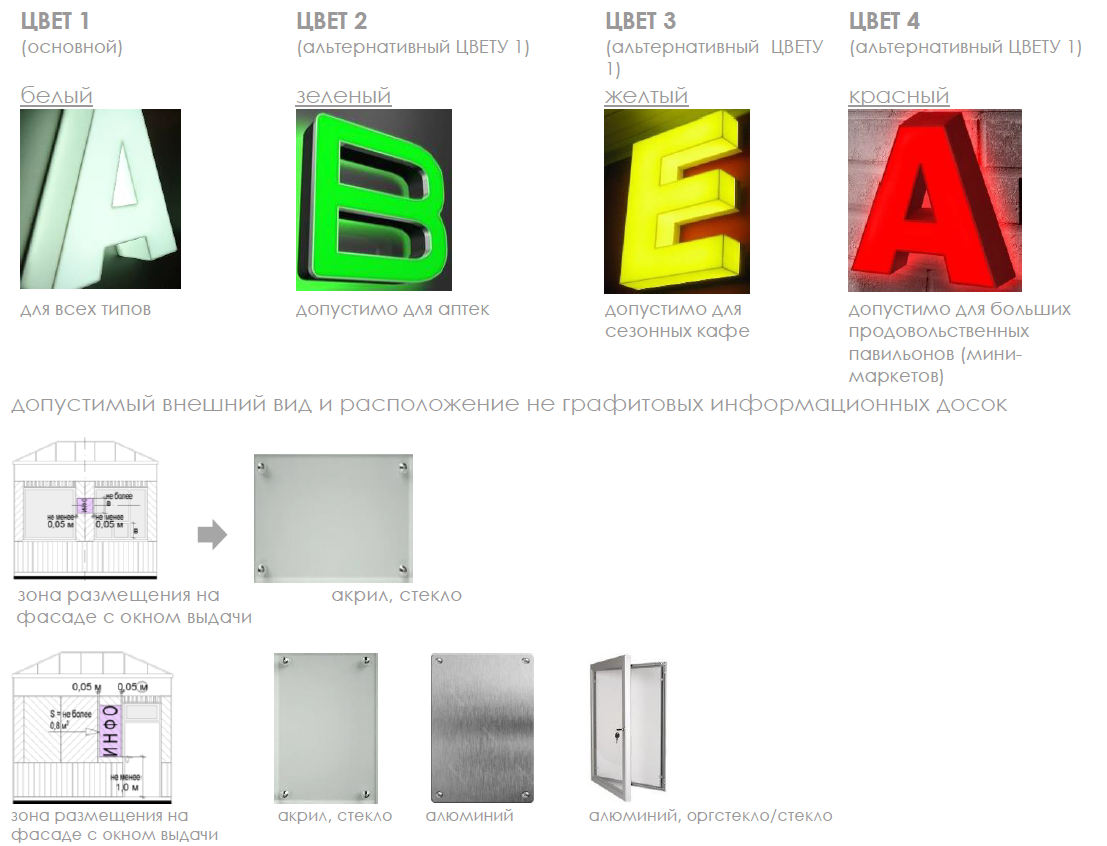 ЦВЕТ 1
(основной)
белый
для всех типов
ЦВЕТ 2
(альтернативный ЦВЕТУ 1)
зеленый
допустимо для аптек
ЦВЕТ 3
(альтернативный ЦВЕТУ
1)
желтый
допустимо для
сезонных кафе
ЦВЕТ 4
(альтернативный ЦВЕТУ 1)
красный
допустимо для больших
продовольственных
павильонов (мини-
маркетов)
А
В
Е
А
допустимый внешний вид и расположение не графитовых информационных досок
не более
в
не менее
0,05 м
не менее
0,05 м
в
зона размещения на
фасаде с окном выдачи
акрил, стекло
0,05 м
0,05 м
S = не более
0,8 м²
ИНФО
не менее
1,0 м
зона размещения на
фасаде с окном выдачи
акрил, стекло
алюминий
алюминий, оргстекло/стекло